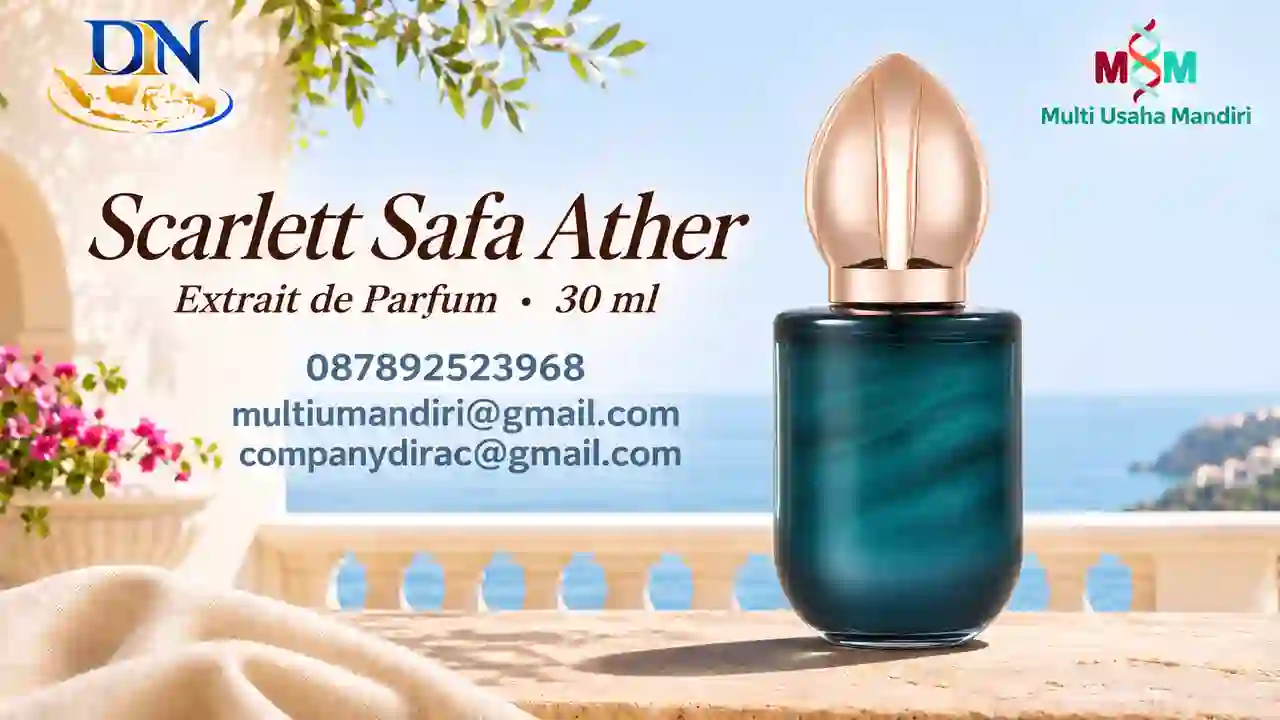 DN
MSM
Multi Usaha Mandiri
Scarlett Safa Ather
Extrait de Parfum • 30 ml
087892523968
multiumandiri@gmail.com
companydirac@gmail.com